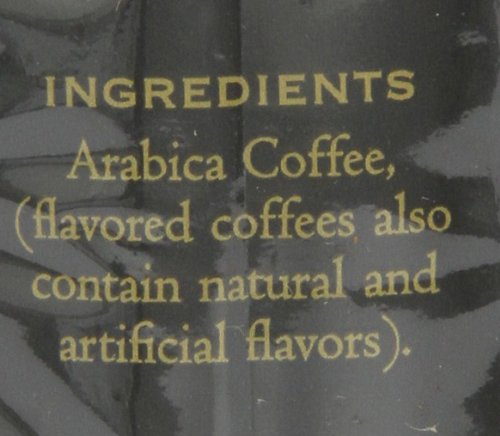 INGREDIENTS
Arabica Coffee,
(flavored coffees also
contain natural and
artificial flavors).